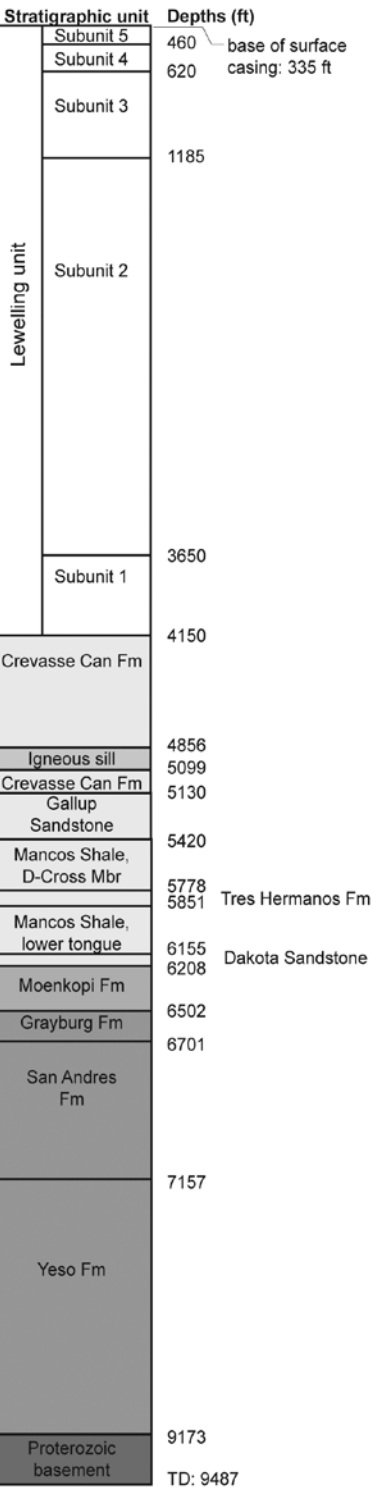 Stratigraphic unit Depths (ft)
Subunit 5
460
base of surface
casing: 335 ft
Subunit 4
620
Subunit 3
1185
Lewelling unit
Subunit 2
3650
Subunit 1
4150
Crevasse Can Fm
4856
Igneous sill
5099
Crevasse Can Fm
5130
Gallup
Sandstone
5420
Mancos Shale,
D-Cross Mbr
5778
5851 Tres Hermanos Fm
Mancos Shale,
lower tongue
6155
Dakota Sandstone
6208
Moenkopi Fm
6502
Grayburg Fm
6701
San Andres
Fm
7157
Yeso Fm
9173
Proterozoic
basement
TD: 9487